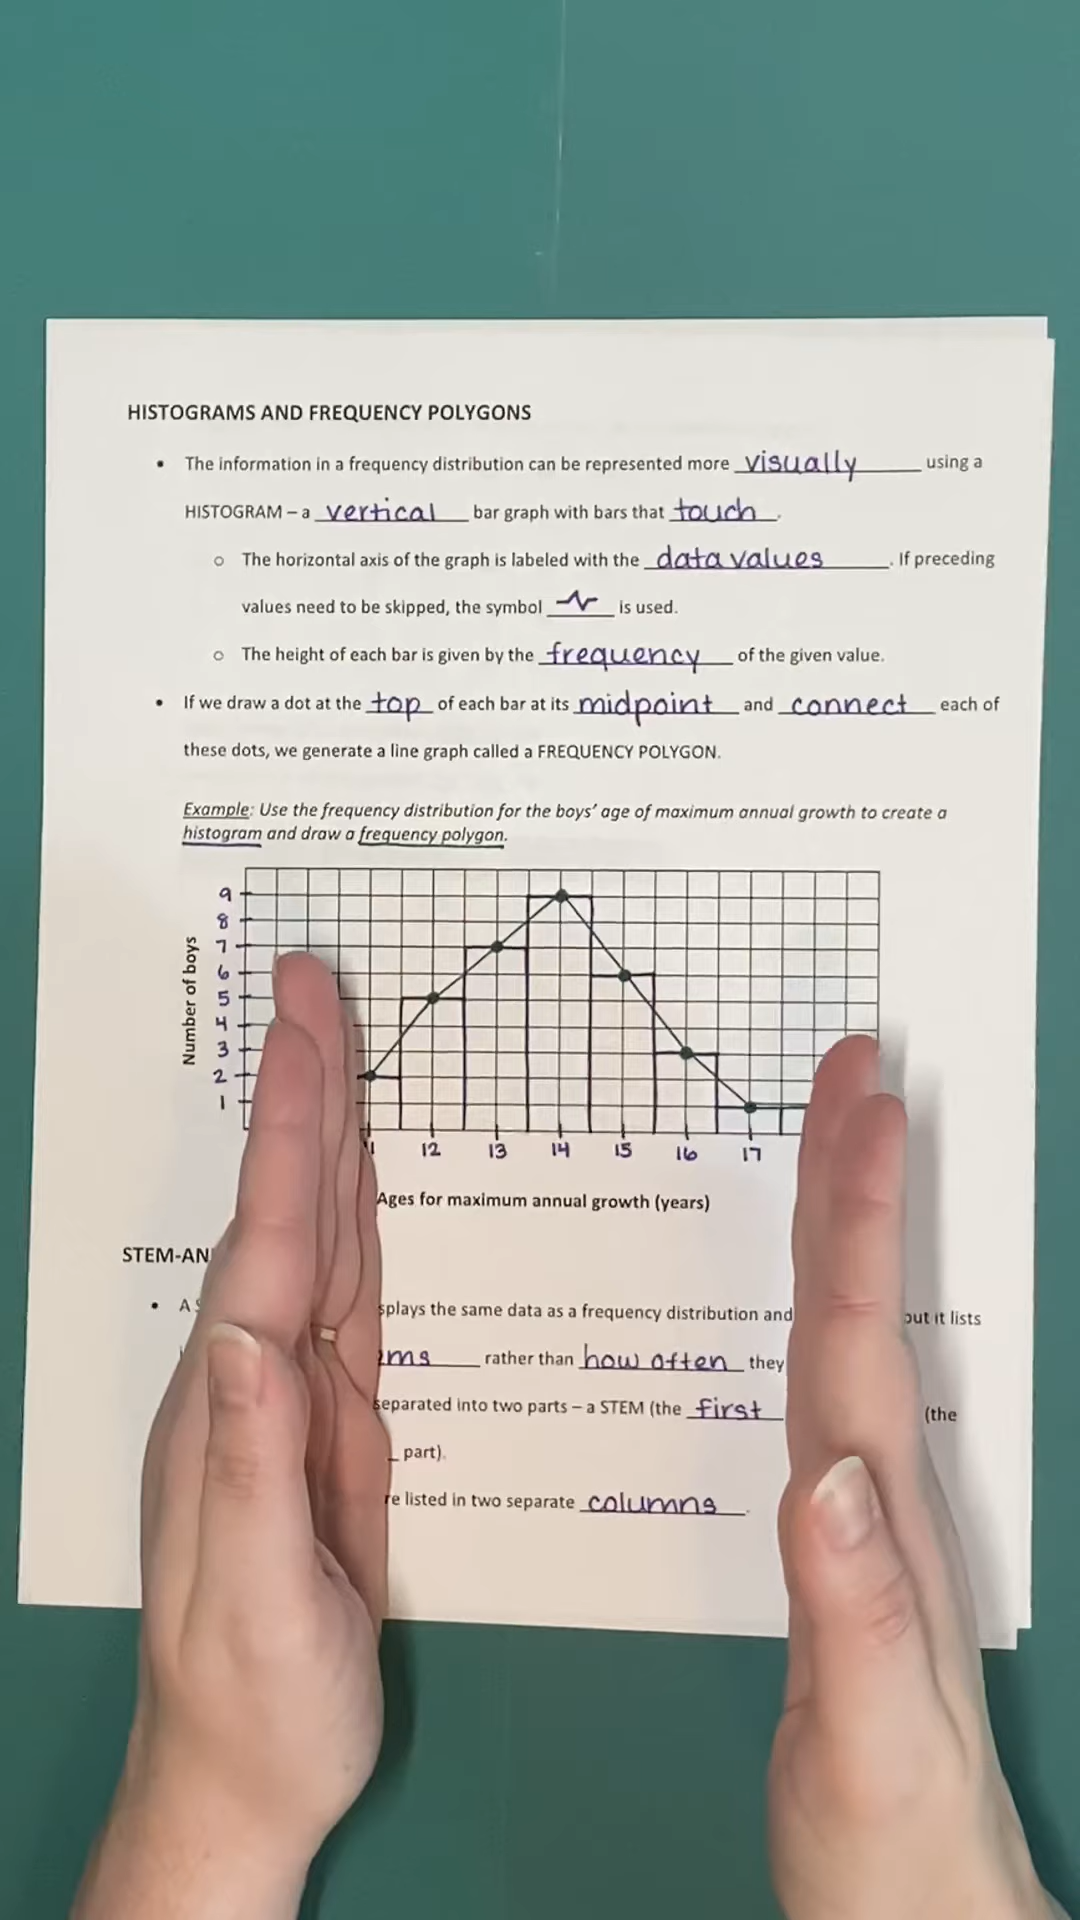 HISTOGRAMS AND FREQUENCY POLYGONS
• The information in a frequency distribution can be represented more visually using a
HISTOGRAM – a vertical bar graph with bars that touch.
o The horizontal axis of the graph is labeled with the data values. If preceding
values need to be skipped, the symbol is used.
o The height of each bar is given by the frequency of the given value.
• If we draw a dot at the top of each bar at its midpoint and connect each of
these dots, we generate a line graph called a FREQUENCY POLYGON.
Example: Use the frequency distribution for the boys' age of maximum annual growth to create a
histogram and draw a frequency polygon.
Number of boys
9
8
7
6
5
4
3
2
1
12 13 14 15 16 17
Ages for maximum annual growth (years)
STEM-AN
• A
splays the same data as a frequency distribution and but it lists
ems rather than how often they
separated into two parts – a STEM (the first (the
part).
re listed in two separate columns.